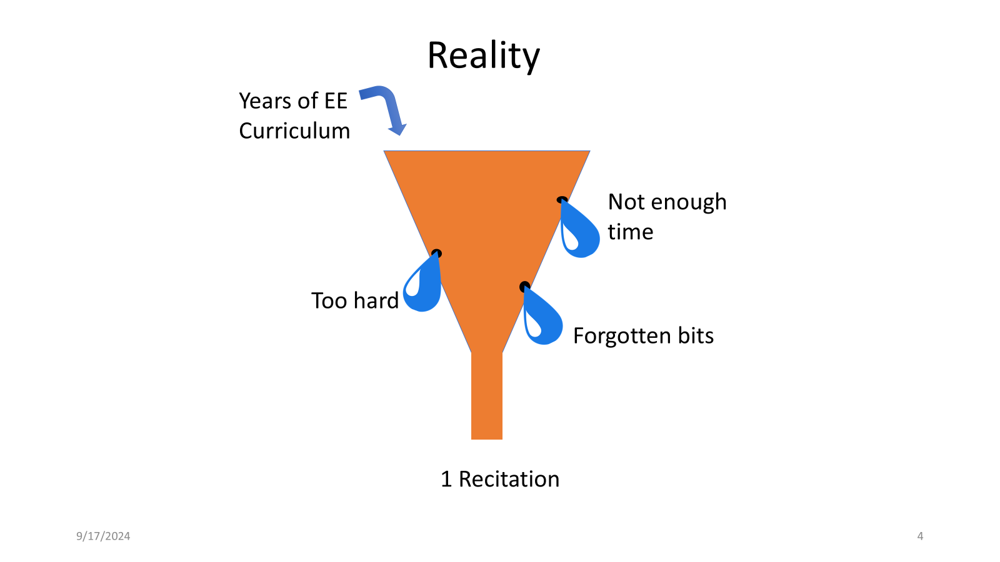 Reality
Years of EE
Curriculum
Not enough
time
Too hard
Forgotten bits
1 Recitation
9/17/2024
4